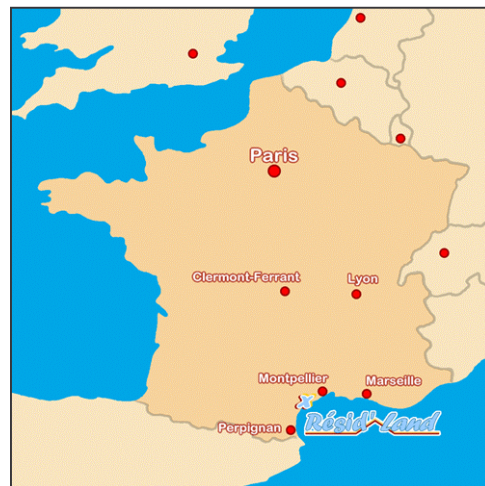 Paris
Clermont-Ferrant
Lyon
Montpellier
Marseille
Résid' Land
Perpignan